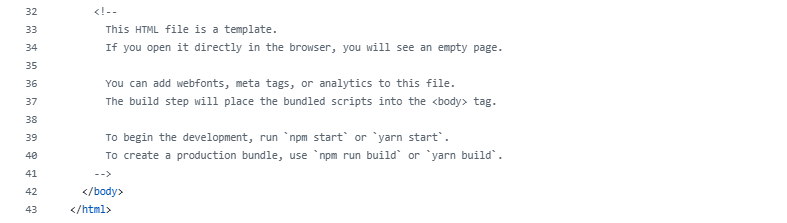 32 <!--
33 This HTML file is a template.
34 If you open it directly in the browser, you will see an empty page.
35
36 You can add webfonts, meta tags, or analytics to this file.
37 The build step will place the bundled scripts into the <body> tag.
38
39 To begin the development, run `npm start` or `yarn start`.
40 To create a production bundle, use `npm run build` or `yarn build`.
41 -->
42 </body>
43 </html>